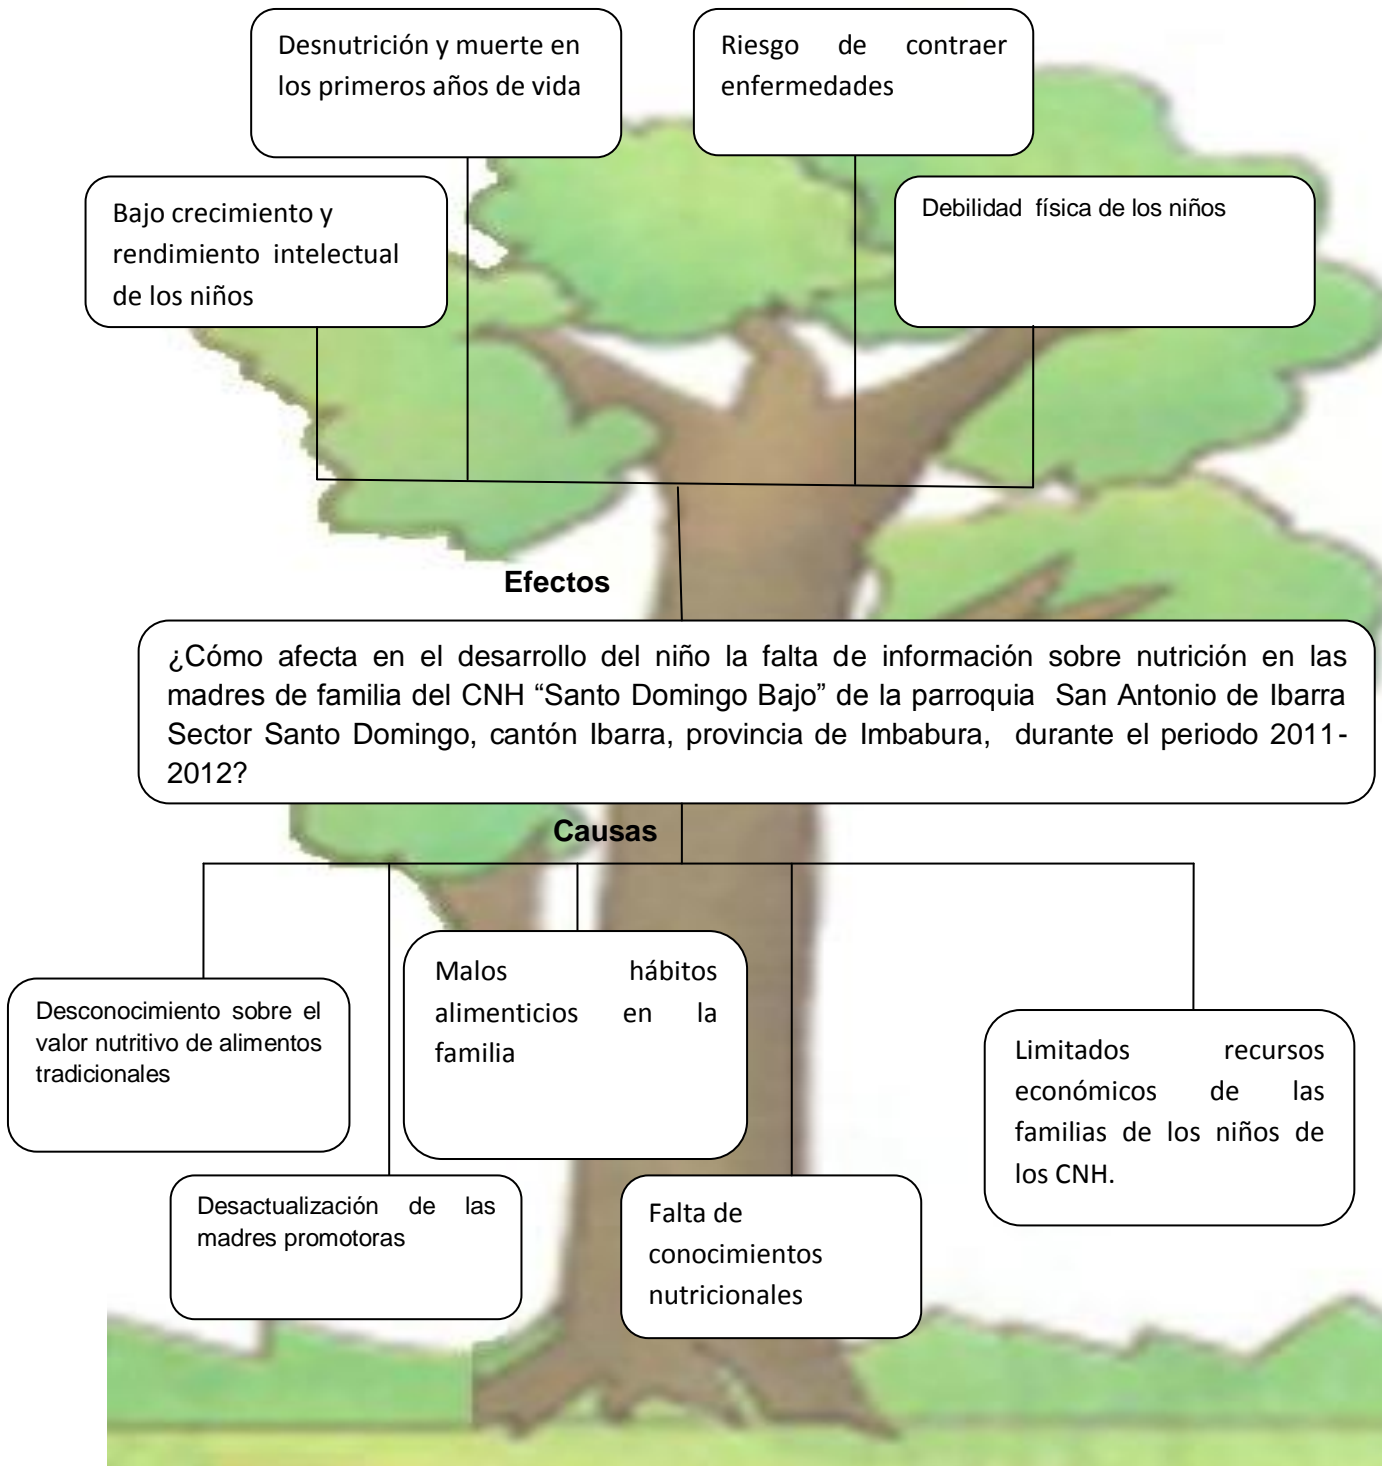 Desnutrición y muerte en
los primeros años de vida
Riesgo de contraer
enfermedades
Bajo crecimiento y
rendimiento intelectual
de los niños
Debilidad física de los niños
Efectos
¿Cómo afecta en el desarrollo del niño la falta de información sobre nutrición en las
madres de familia del CNH “Santo Domingo Bajo” de la parroquia San Antonio de Ibarra
Sector Santo Domingo, cantón Ibarra, provincia de Imbabura, durante el periodo 2011-
2012?
Causas
Desconocimiento sobre el
valor nutritivo de alimentos
tradicionales
Malos hábitos
alimenticios en la
familia
Limitados recursos
económicos de las
familias de los niños de
los CNH.
Desactualización de las
madres promotoras
Falta de
conocimientos
nutricionales